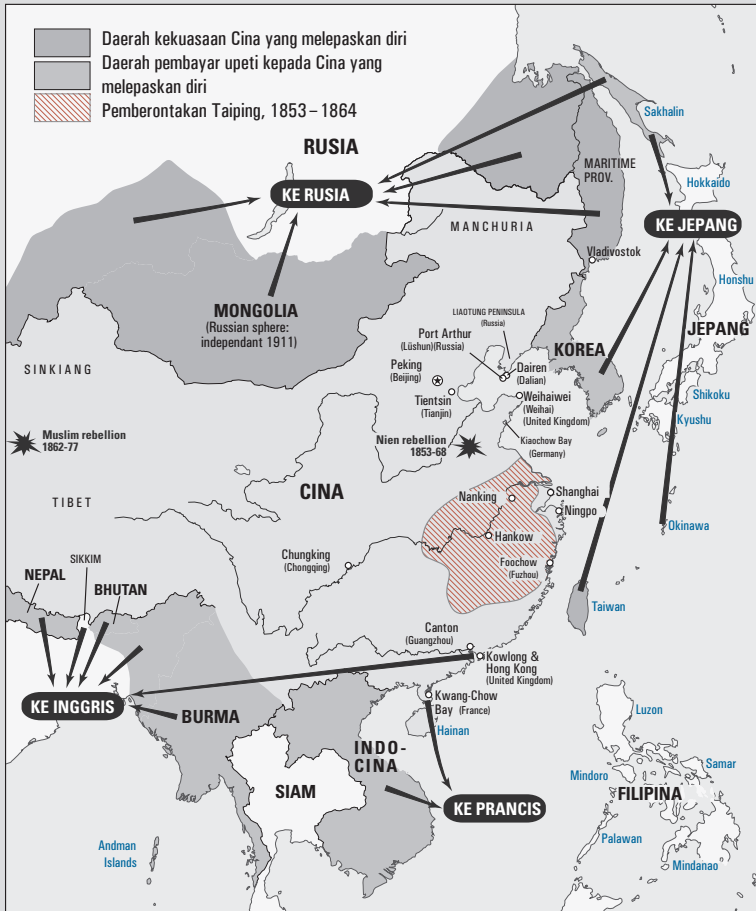 Daerah kekuasaan Cina yang melepaskan diri
Daerah pembayar upeti kepada Cina yang
melepaskan diri
Pemberontakan Taiping, 1853–1864
RUSIA
Sakhalin
MARITIME
PROV.
KE RUSIA
Hokkaido
KE JEPANG
MANCHURIA
Vladivostok
Honshu
MONGOLIA
(Russian sphere:
independant 1911)
LIAOTUNG PENINSULA
(Russia)
JEPANG
Port Arthur
(Lüshun)(Russia)
KOREA
SINKIANG
Peking
(Beijing)
Dairen
(Dalian)
Tientsin
(Tianjin)
Weihaiwei
(Weihai)
(United Kingdom)
Shikoku
Kyushu
Muslim rebellion
1862-77
Nien rebellion
1853-68
Kiaochow Bay
(Germany)
CINA
TIBET
Nanking
Shanghai
Ningpo
Okinawa
Hankow
Chungking
(Chongqing)
Foochow
(Fuzhou)
SIKKIM
NEPAL
BHUTAN
Taiwan
Canton
(Guangzhou)
Kowlong &
Hong Kong
(United Kingdom)
KE INGGRIS
BURMA
Kwang-Chow
Bay (France)
Hainan
Luzon
INDO-
CINA
SIAM
Samar
Mindoro
FILIPINA
KE PRANCIS
Palawan
Andman
Islands
Mindanao